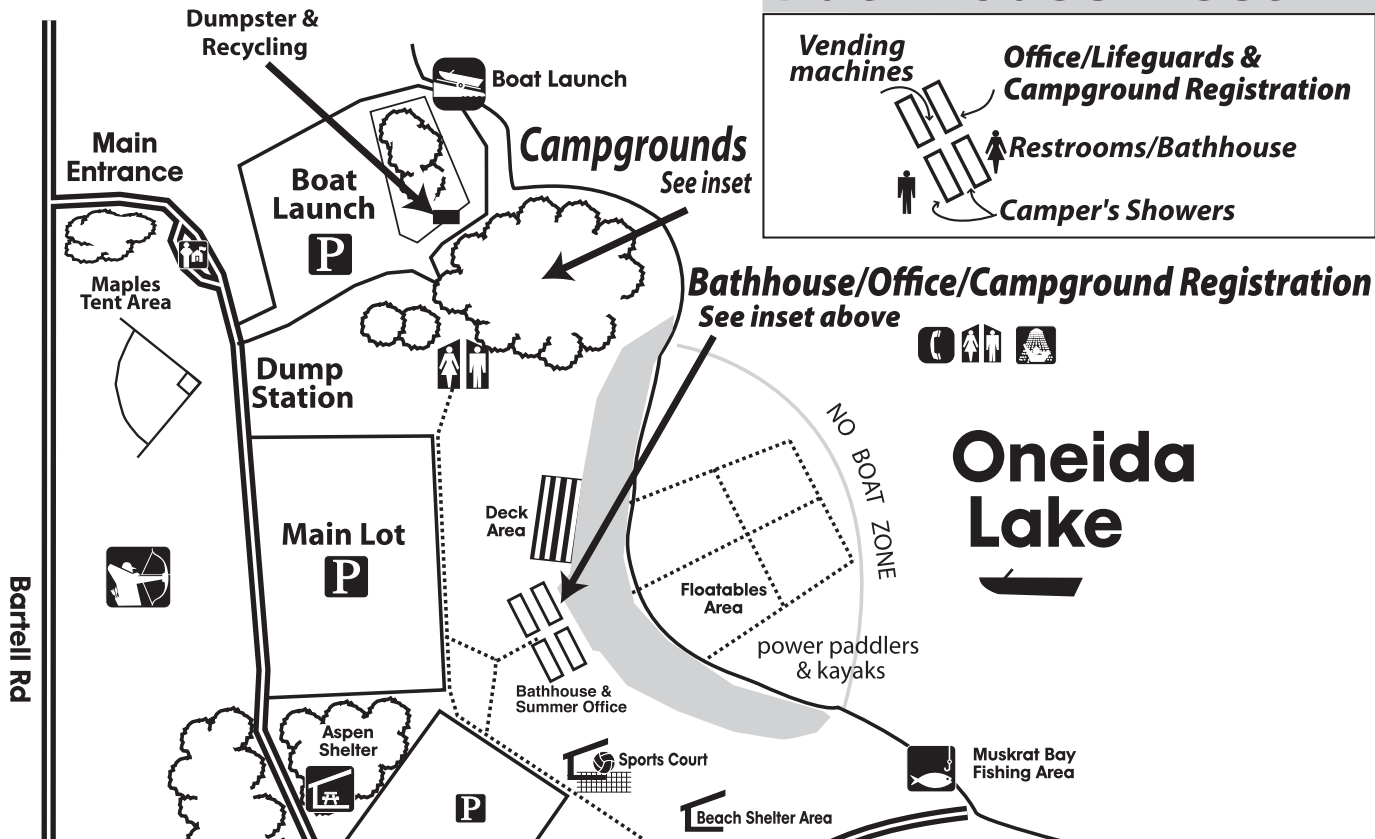 Dumpster &
Recycling
Boat Launch
Main
Entrance
Boat
Launch
P
Campgrounds
See inset
Vending
machines
Office/Lifeguards &
Campground Registration
Restrooms/Bathhouse
Camper's Showers
Maples
Tent Area
Bathhouse/Office/Campground Registration
See inset above
Dump
Station
NO BOAT ZONE
Oneida
Lake
Main Lot
P
Deck
Area
Floatables
Area
power paddlers
& kayaks
Bartell Rd
Bathhouse &
Summer Office
Aspen
Shelter
Sports Court
Muskrat Bay
Fishing Area
P
Beach Shelter Area